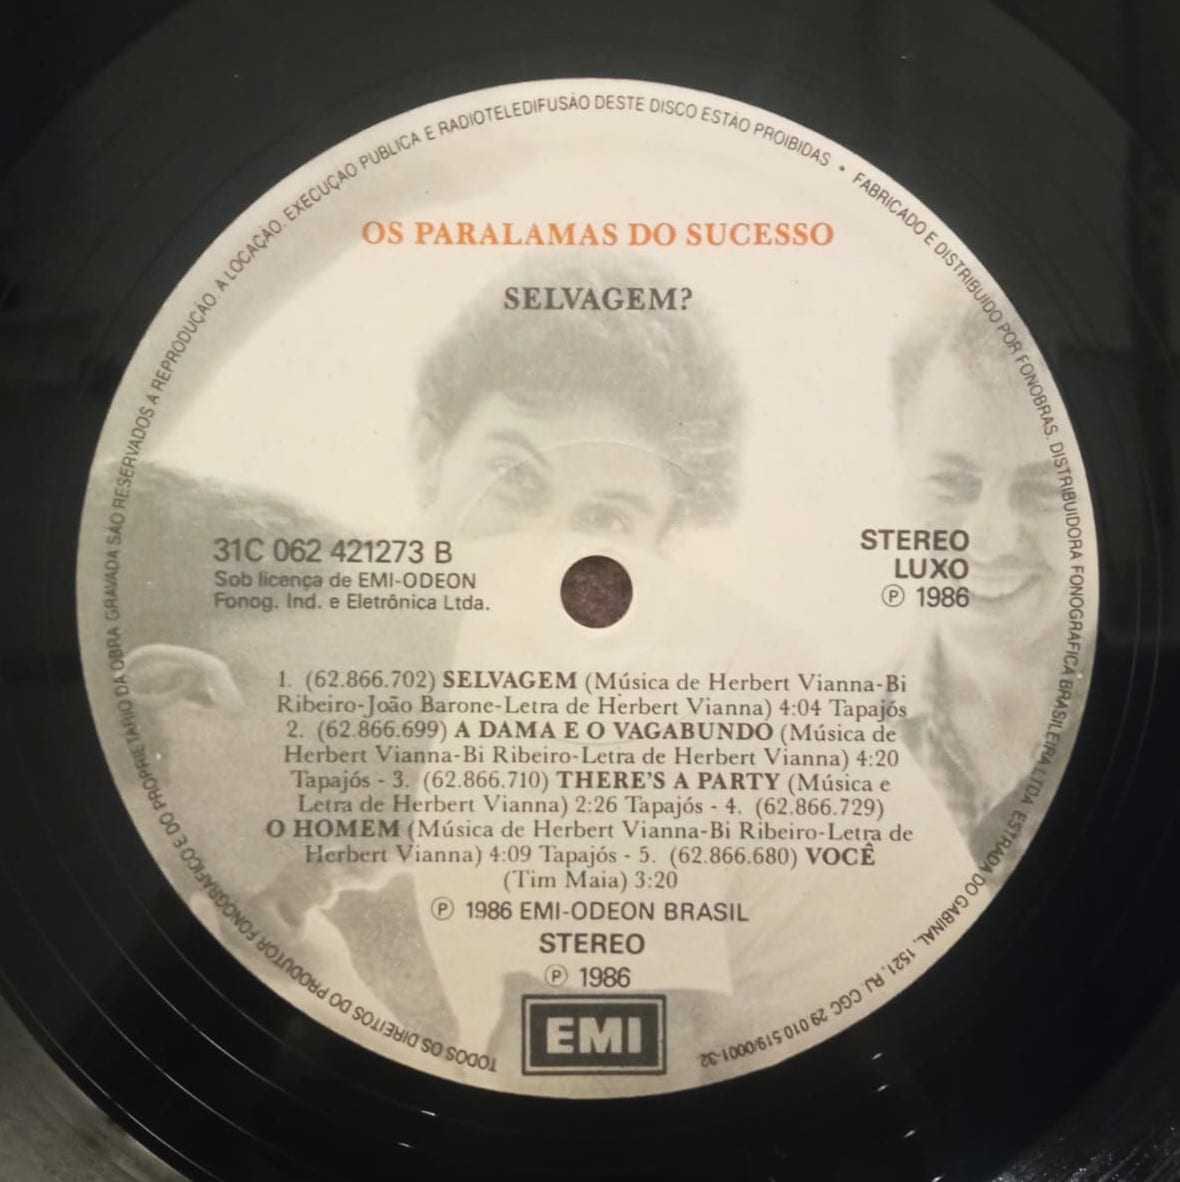 TODOS OS DIREITOS DO PRODUTOR FONOGRÁFICO E DO PROPRIETÁRIO DA OBRA GRAVADA SÃO RESERVADOS A REPRODUÇÃO. A LOCAÇÃO. EXECUÇÃO PUBLICA E RADIOTELEDIFUSÃO DESTE DISCO ESTÃO PROIBIDAS • FABRICADO E DISTRIBUIDO POR FONOBRAS. DISTRIBUIDORA FONOGRÁFICA BRASILEIRA LTDA. ESTRADA DO GABINAL, 1521. RJ. CGC 29.010.519/0001-32
OS PARALAMAS DO SUCESSO
SELVAGEM?
31C 062 421273 B
Sob licença de EMI-ODEON
Fonog. Ind. e Eletrônica Ltda.
STEREO
LUXO
℗ 1986
1. (62.866.702) SELVAGEM (Música de Herbert Vianna-Bi
Ribeiro-João Barone-Letra de Herbert Vianna) 4:04 Tapajós
2. (62.866.699) A DAMA E O VAGABUNDO (Música de
Herbert Vianna-Bi Ribeiro-Letra de Herbert Vianna) 4:20
Tapajós - 3. (62.866.710) THERE'S A PARTY (Música e
Letra de Herbert Vianna) 2:26 Tapajós - 4. (62.866.729)
O HOMEM (Música de Herbert Vianna-Bi Ribeiro-Letra de
Herbert Vianna) 4:09 Tapajós - 5. (62.866.680) VOCÊ
(Tim Maia) 3:20
℗ 1986 EMI-ODEON BRASIL
STEREO
℗ 1986
EMI